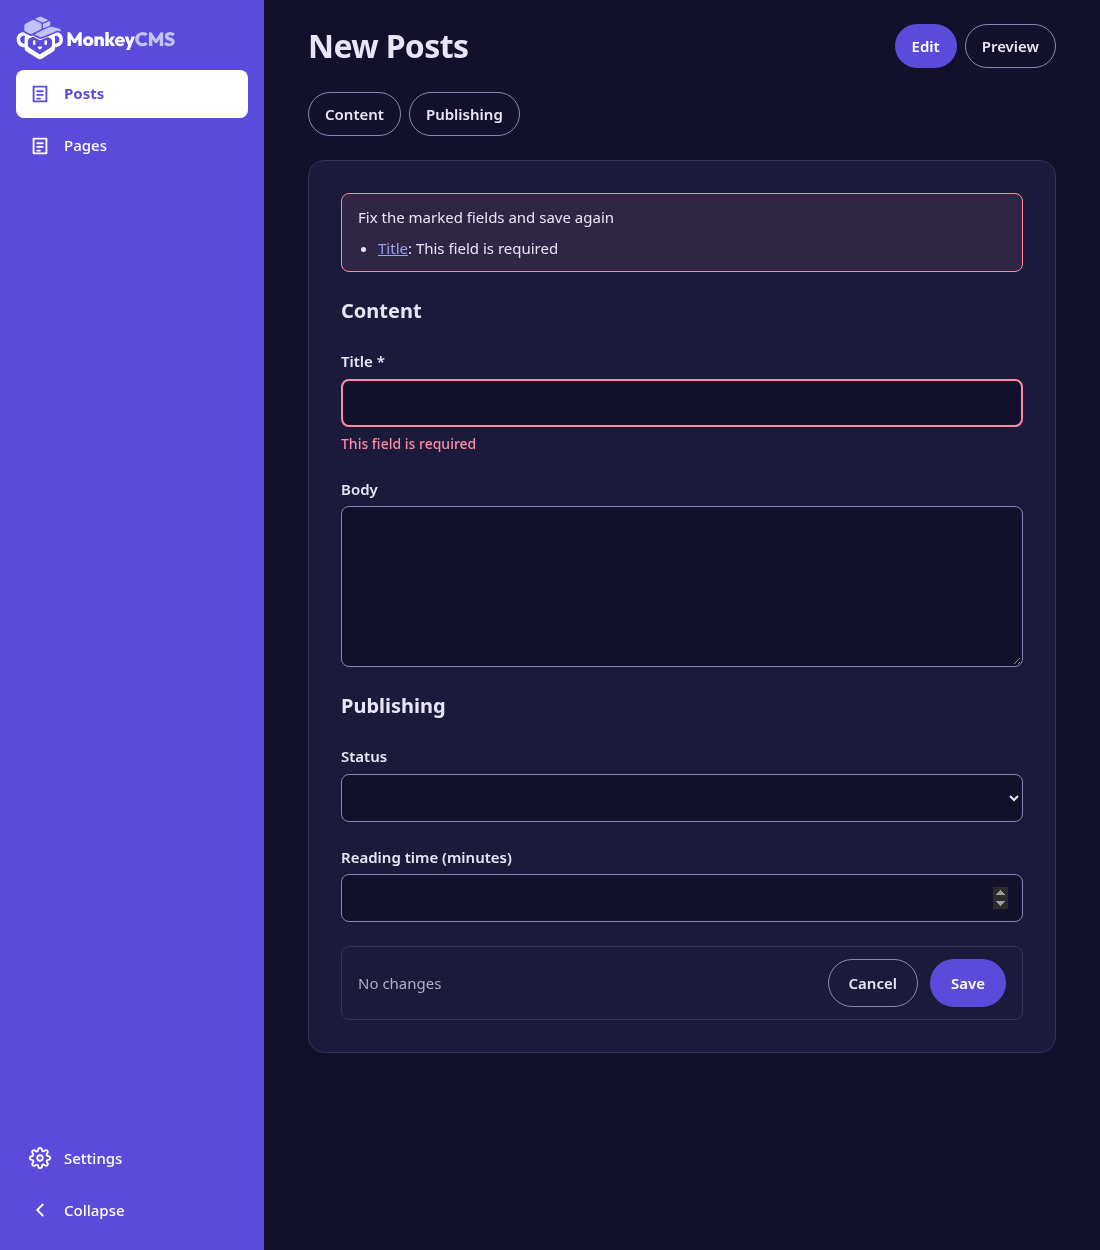 MonkeyCMS
Posts
Pages
Settings
Collapse
New Posts
Edit
Preview
Content
Publishing
Fix the marked fields and save again
Title: This field is required
Content
Title *
This field is required
Body
Publishing
Status
Reading time (minutes)
No changes
Cancel
Save